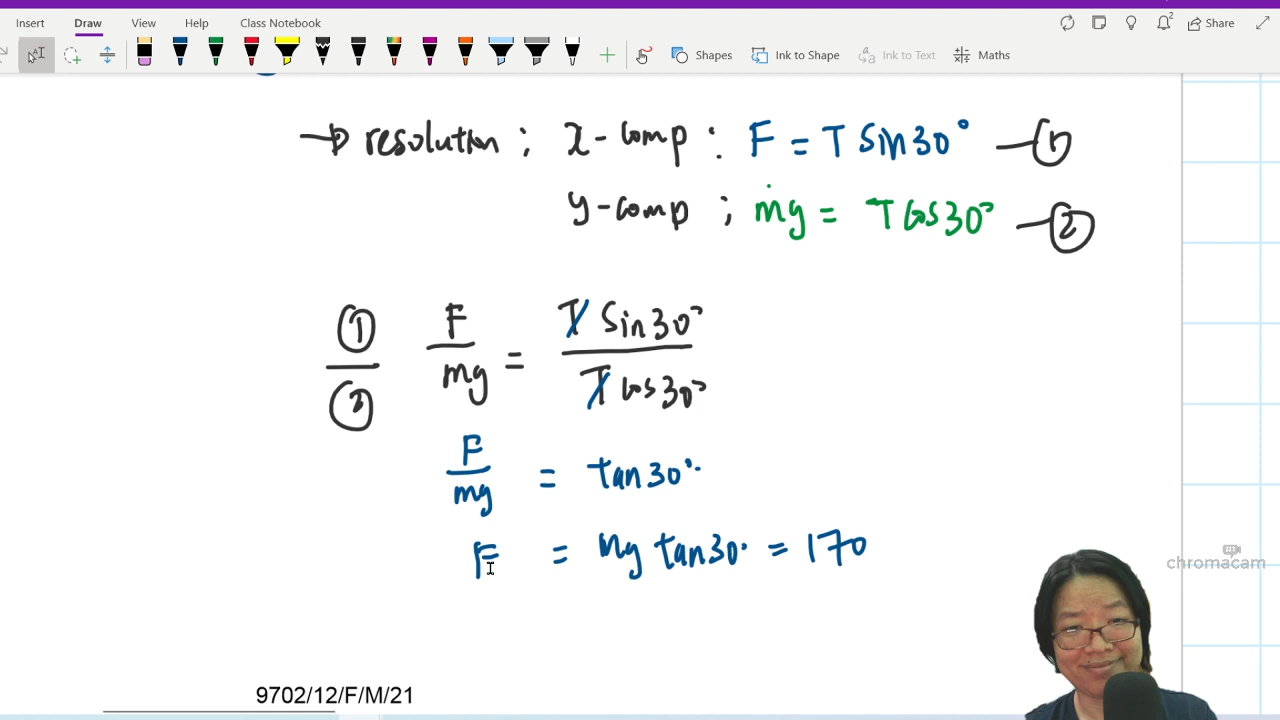 Insert Draw View Help Class Notebook 2 Share
Shapes Ink to Shape Ink to Text Maths
→ resolution ; x-comp : F = T Sin30° —①
y-comp ; mg = T Cos30° —②
①/② F/mg = T Sin30°/T Cos30°
F/mg = tan30°
F = mg tan30° = 170
chromacam
9702/12/F/M/21